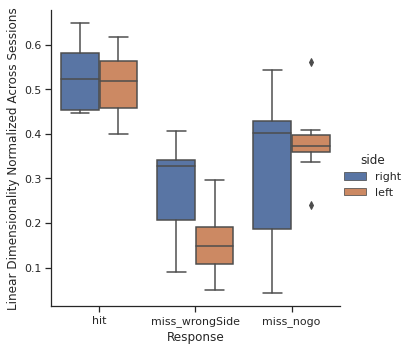 Linear Dimensionality Normalized Across Sessions
0.6
0.5
0.4
0.3
0.2
0.1
hit
miss_wrongSide
miss_nogo
Response
side
right
left